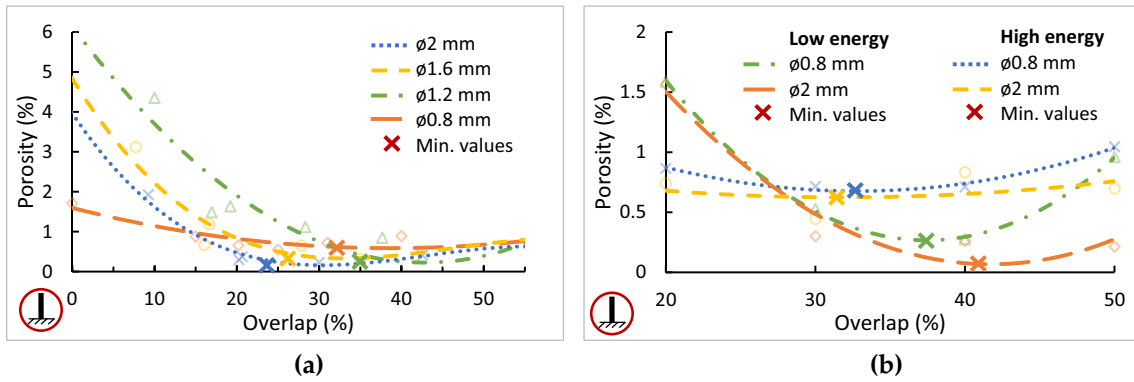 6
5
4
3
2
1
0
Porosity (%)
0 10 20 30 40 50
Overlap (%)
ø2 mm
ø1.6 mm
ø1.2 mm
ø0.8 mm
Min. values
(a)
2
1.5
1
0.5
0
Porosity (%)
20 30 40 50
Overlap (%)
Low energy
ø0.8 mm
ø2 mm
Min. values
High energy
ø0.8 mm
ø2 mm
Min. values
(b)